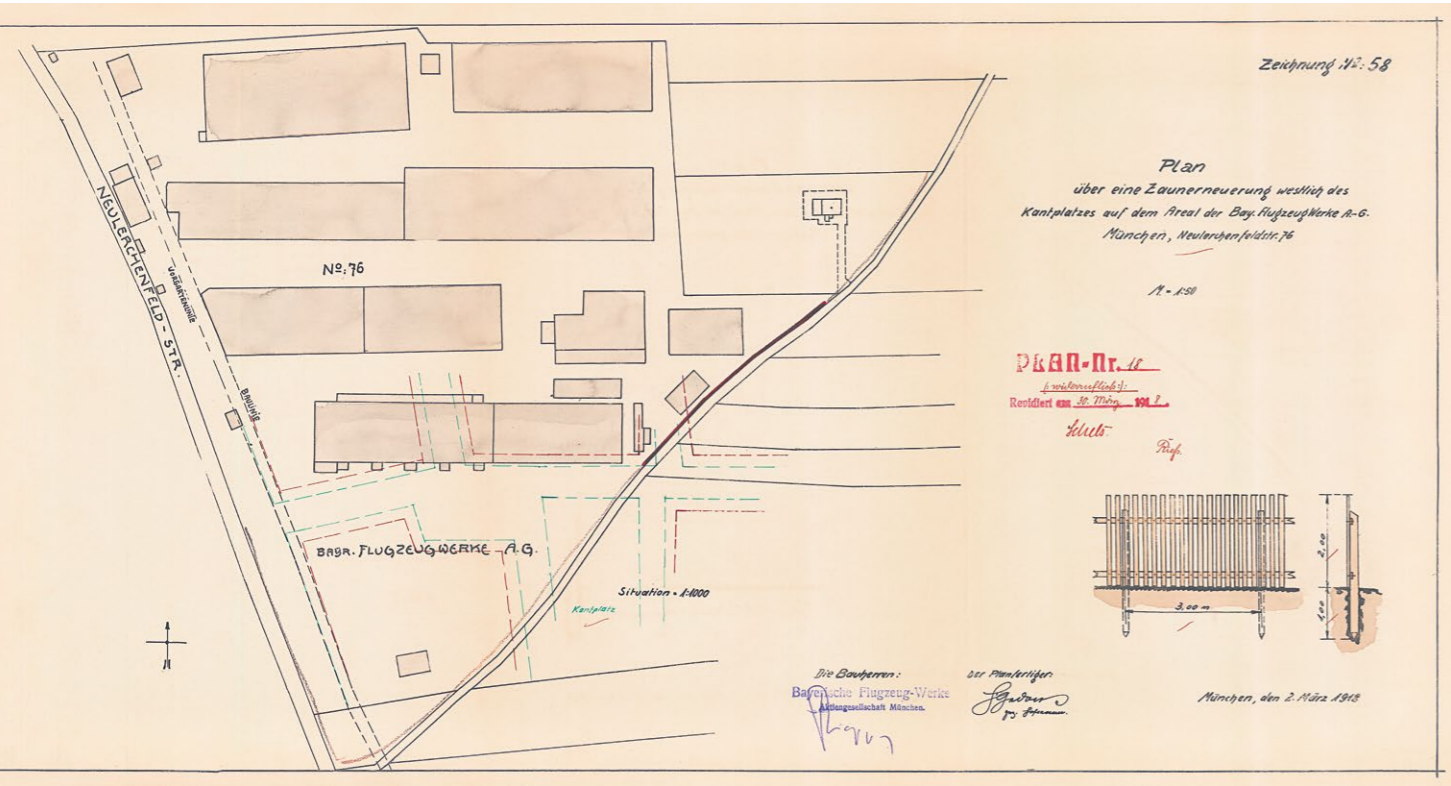 Zeichnung No: 58
Plan
über eine Zaunerneuerung westlich des
Kantplatzes auf dem Areal der Bay. Flugzeug Werke A-G.
München, Neulerchenfeldstr. 76
M = 1:50
PLAN-Nr. 18
(: widerruflich :)
Revidiert am 30. März 191
NEULERCHENFELD-STR.
VORGARTENLINIE
BAULINIE
No: 76
BAYR. FLUGZEUGWERKE A.G.
Situation = 1:1000
Kantplatz
N
3,00 m
2,00
1,00
Die Bauherren:
Bayerische Flugzeug-Werke
Aktiengesellschaft München.
Der Planfertiger:
München, den 2. März 1918